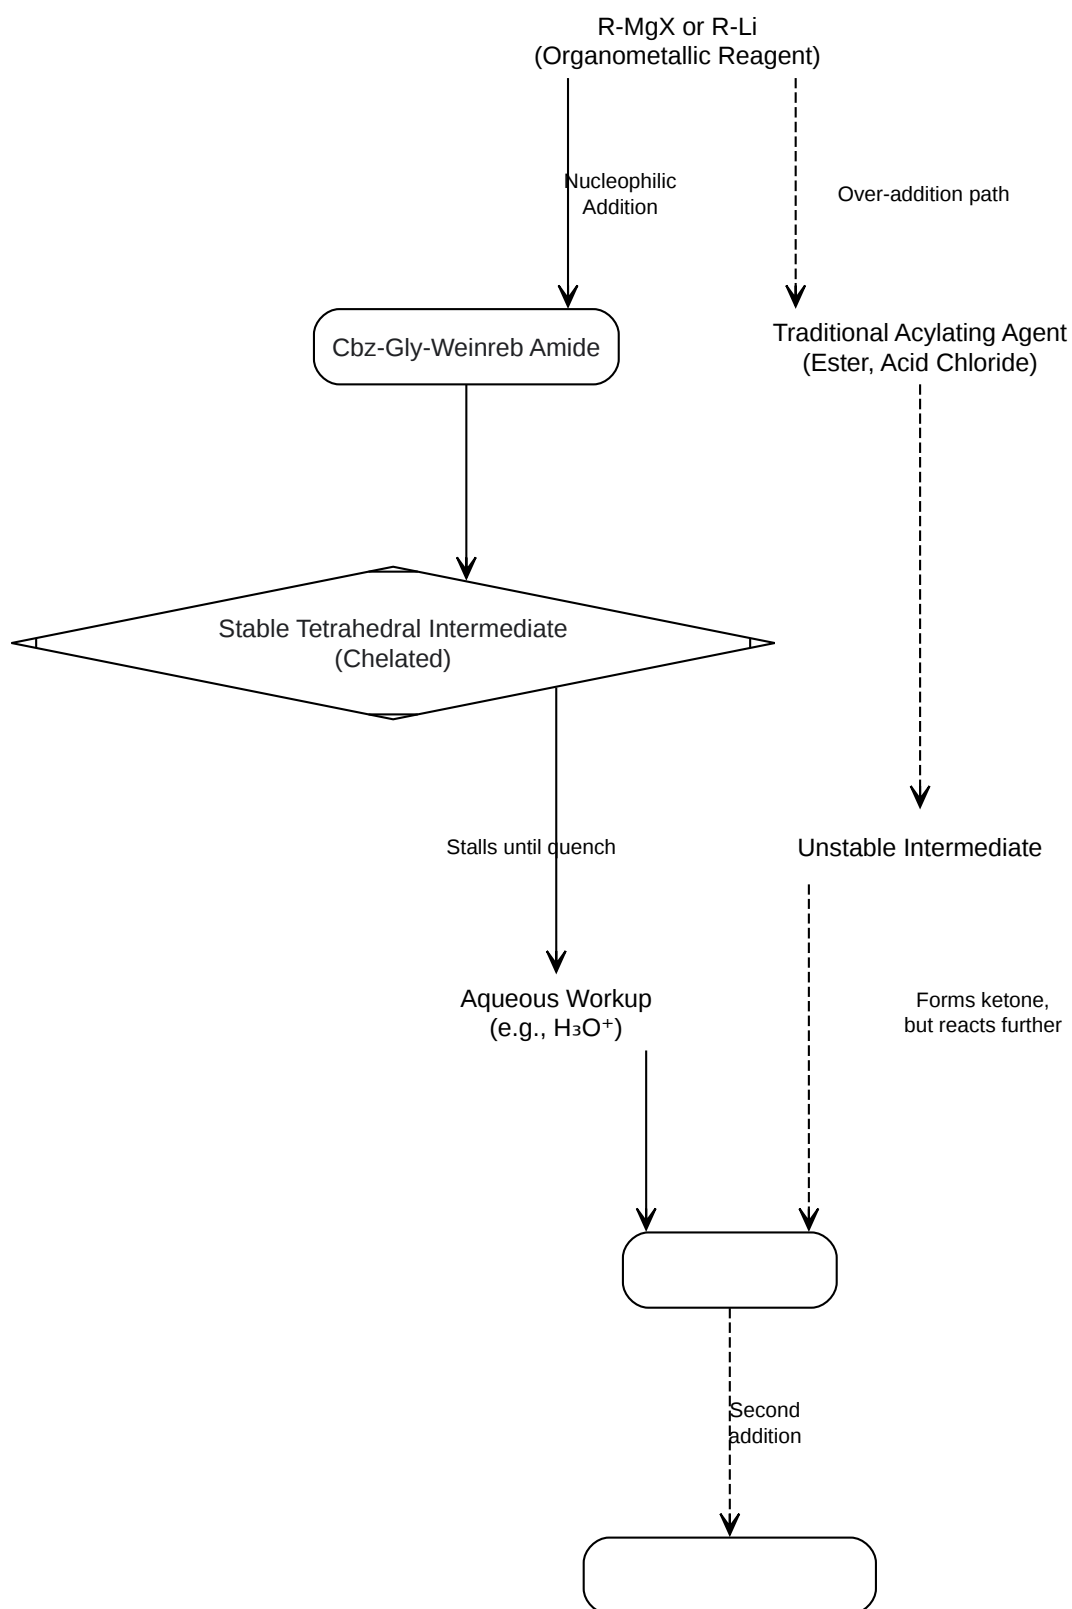 R-MgX or R-Li
(Organometallic Reagent)
Nucleophilic
Addition
Over-addition path
Cbz-Gly-Weinreb Amide
Traditional Acylating Agent
(Ester, Acid Chloride)
Stable Tetrahedral Intermediate
(Chelated)
Stalls until quench
Unstable Intermediate
Aqueous Workup
(e.g., H₃O⁺)
Forms ketone,
but reacts further
Second
addition